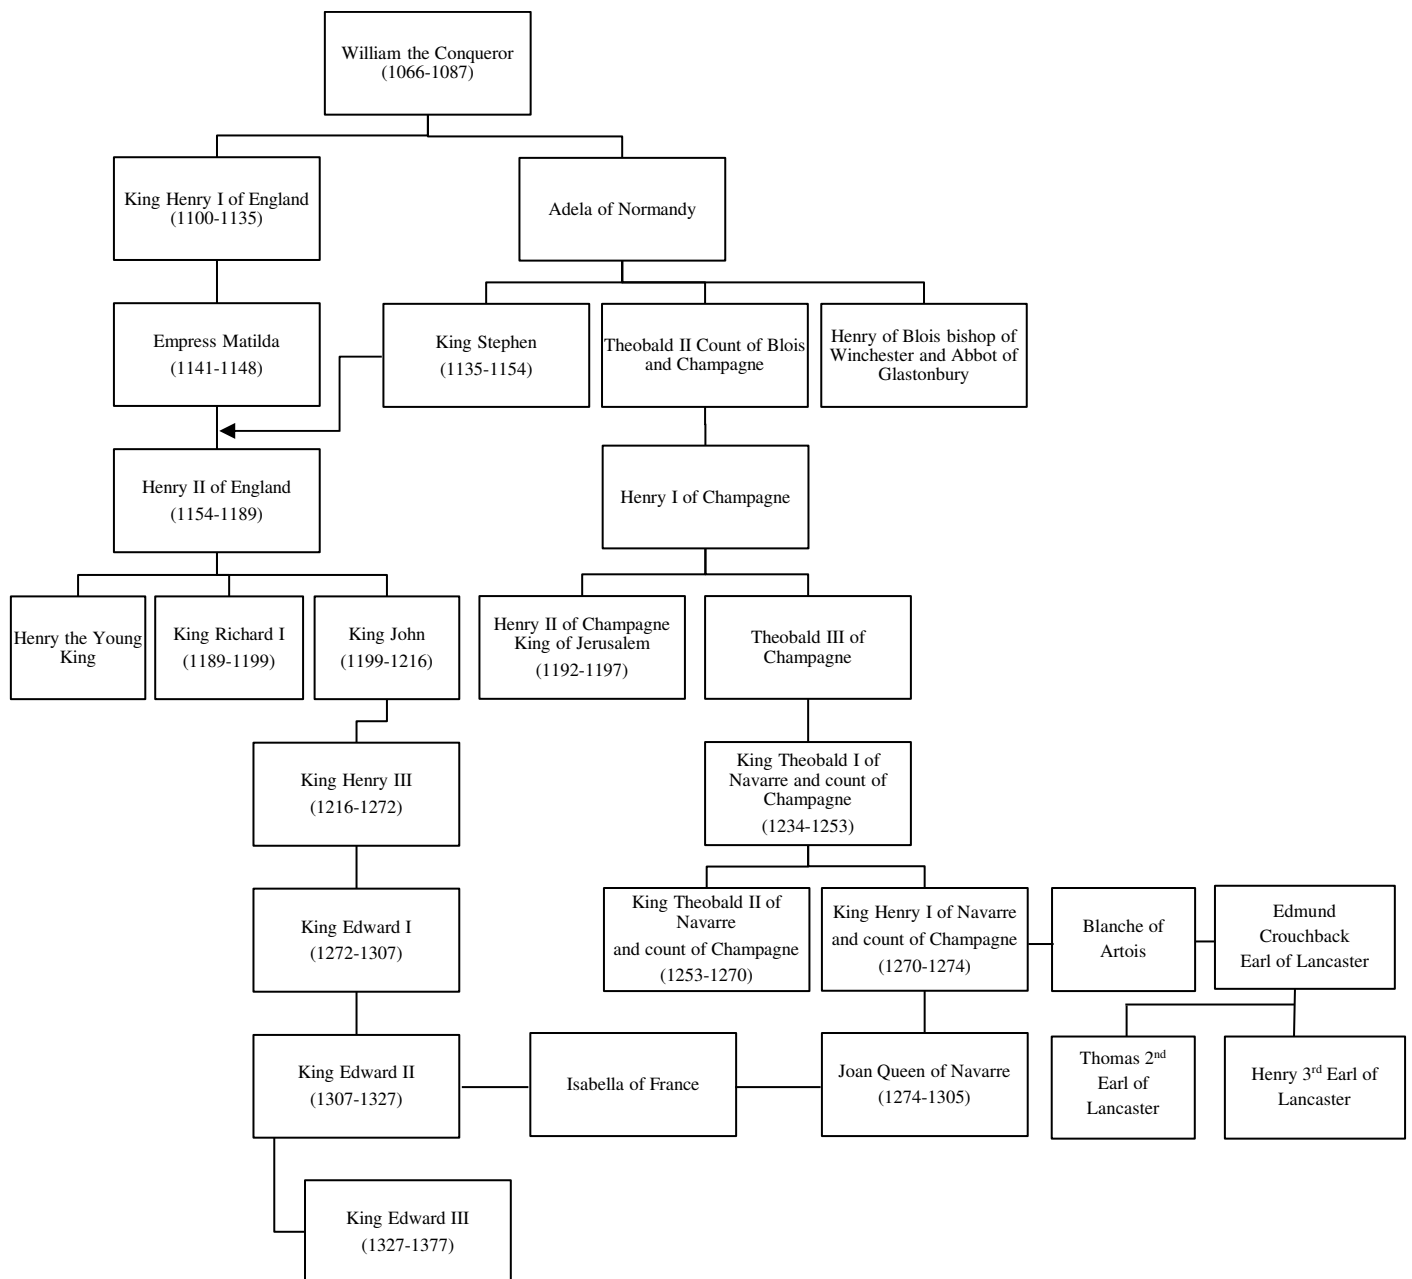 William the Conqueror
(1066-1087)
King Henry I of England
(1100-1135)
Adela of Normandy
Empress Matilda
(1141-1148)
King Stephen
(1135-1154)
Theobald II Count of Blois
and Champagne
Henry of Blois bishop of
Winchester and Abbot of
Glastonbury
Henry II of England
(1154-1189)
Henry I of Champagne
Henry the Young
King
King Richard I
(1189-1199)
King John
(1199-1216)
Henry II of Champagne
King of Jerusalem
(1192-1197)
Theobald III of
Champagne
King Henry III
(1216-1272)
King Theobald I of
Navarre and count of
Champagne
(1234-1253)
King Edward I
(1272-1307)
King Theobald II of
Navarre
and count of Champagne
(1253-1270)
King Henry I of Navarre
and count of Champagne
(1270-1274)
Blanche of
Artois
Edmund
Crouchback
Earl of Lancaster
King Edward II
(1307-1327)
Isabella of France
Joan Queen of Navarre
(1274-1305)
Thomas 2nd
Earl of
Lancaster
Henry 3rd Earl of
Lancaster
King Edward III
(1327-1377)